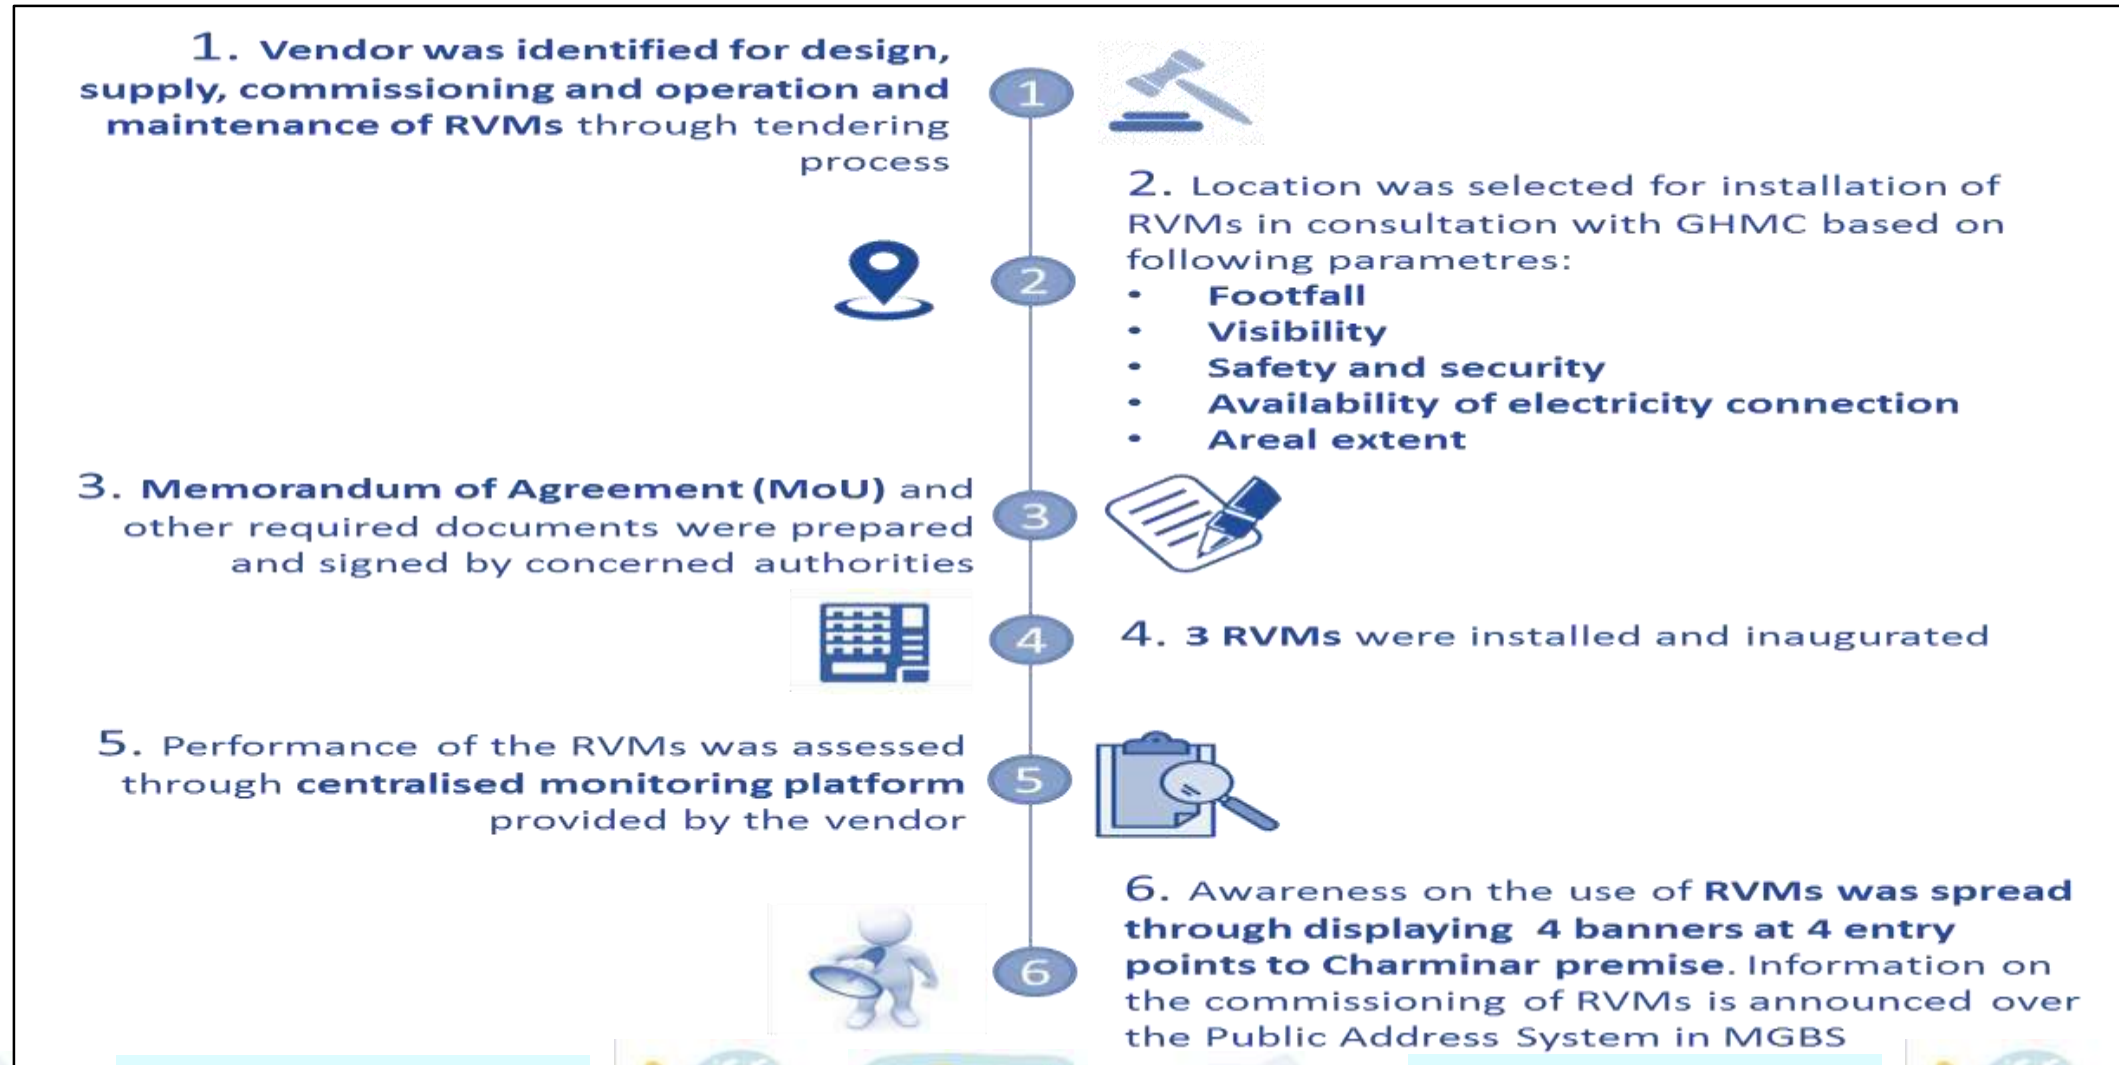 1. Vendor was identified for design,
supply, commissioning and operation and
maintenance of RVMs through tendering
process
1
2. Location was selected for installation of
RVMs in consultation with GHMC based on
following parametres:
• Footfall
• Visibility
• Safety and security
• Availability of electricity connection
• Areal extent
2
3. Memorandum of Agreement (MoU) and
other required documents were prepared
and signed by concerned authorities
3
4
4. 3 RVMs were installed and inaugurated
5. Performance of the RVMs was assessed
through centralised monitoring platform
provided by the vendor
5
6
6. Awareness on the use of RVMs was spread
through displaying 4 banners at 4 entry
points to Charminar premise. Information on
the commissioning of RVMs is announced over
the Public Address System in MGBS